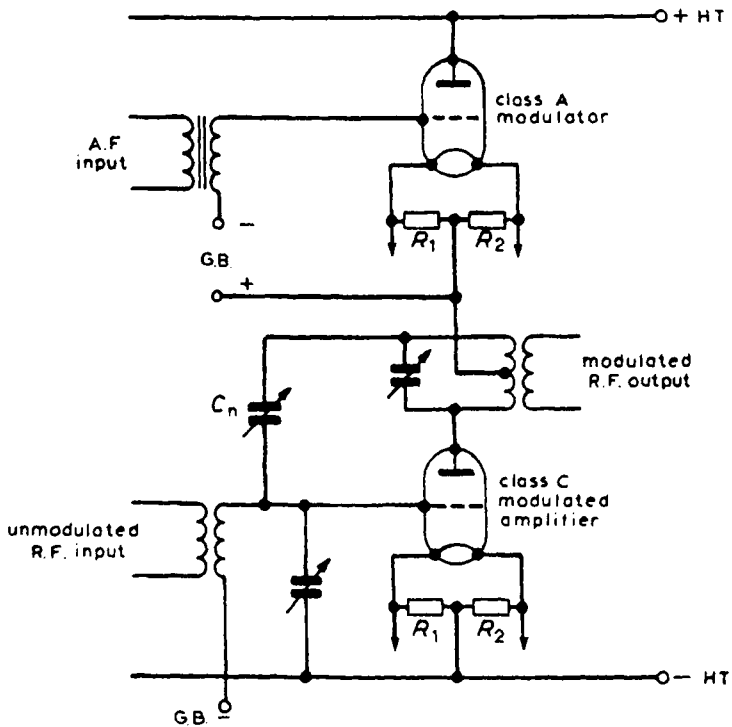 + HT
class A
modulator
A.F
input
R1 R2
−
G.B.
+
modulated
R.F. output
Cn
class C
modulated
amplifier
unmodulated
R.F. input
R1 R2
− HT
G.B. −